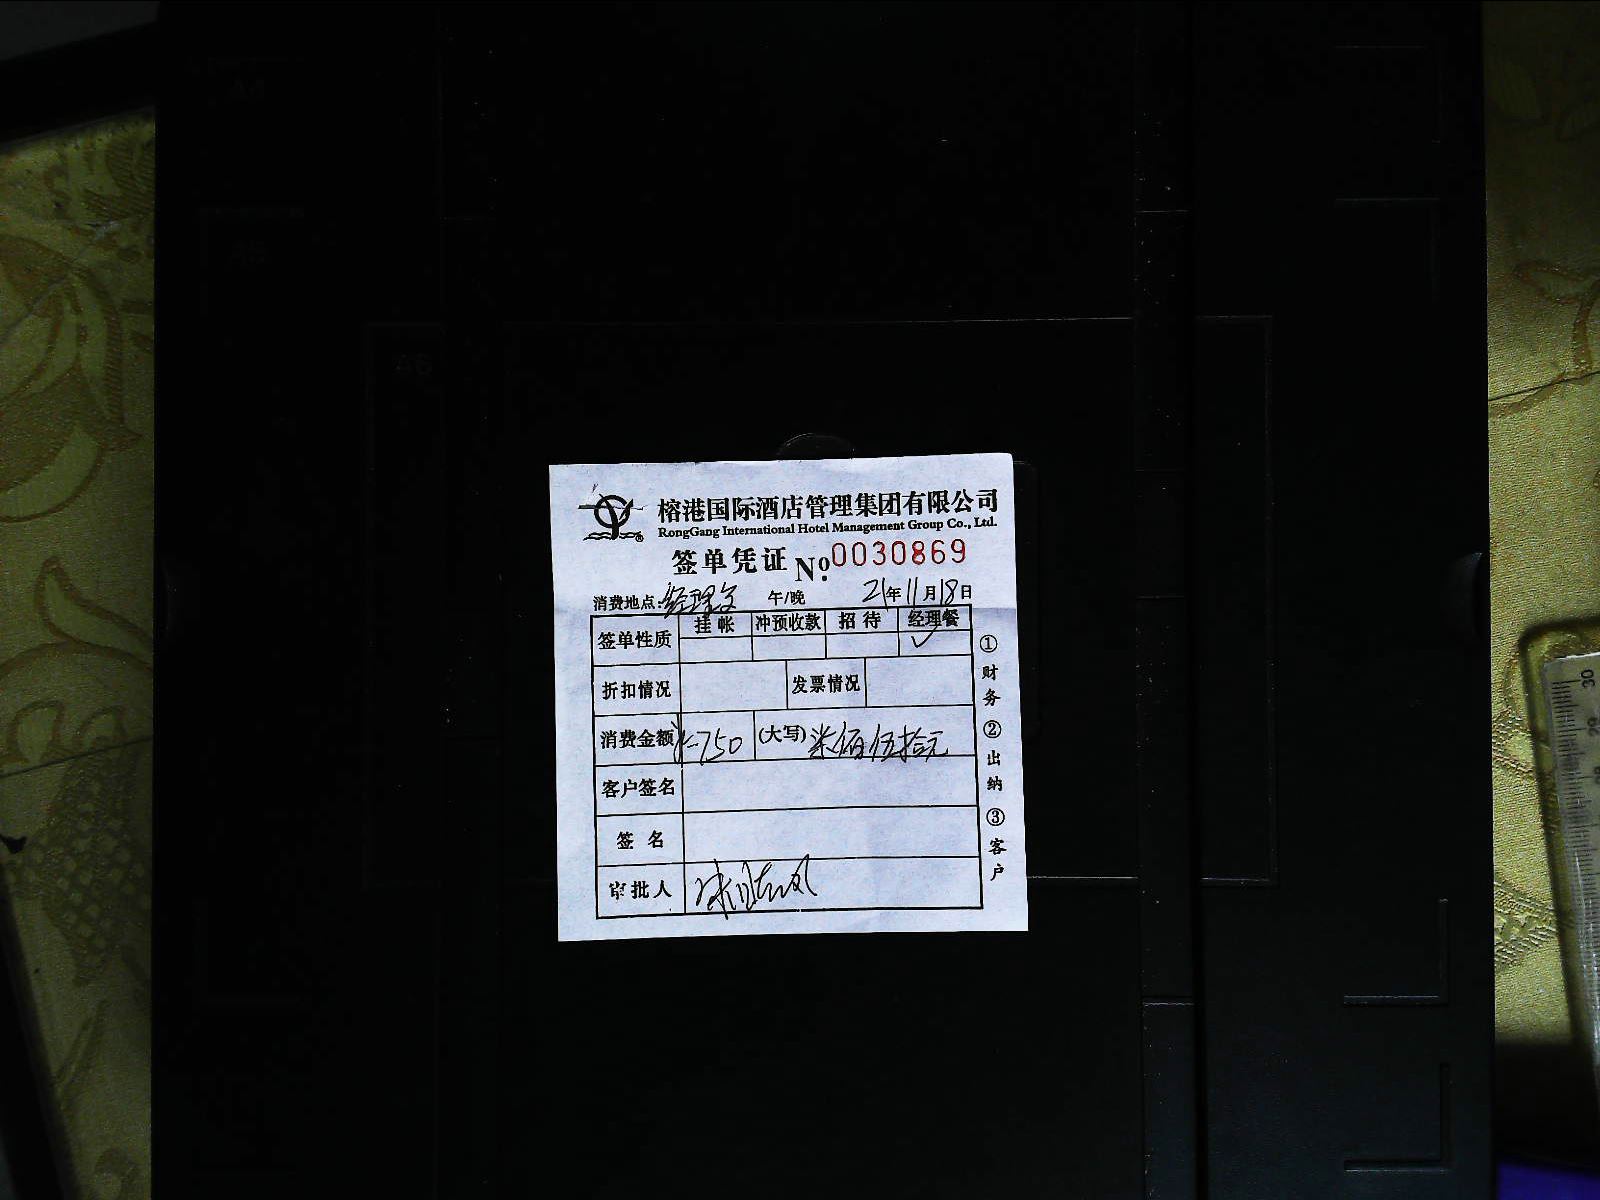 榕港国际酒店管理集团有限公司
RongGang International Hotel Management Group Co., Ltd.
签单凭证 Nº 0030869
消费地点: 经理 午/晚 21年11月18日
签单性质 挂帐 冲预收款 招待 经理餐
✓
折扣情况 发票情况
消费金额 ¥750 (大写) 柒佰伍拾元
客户签名
签名
审批人
①财务 ②出纳 ③客户
A6
30